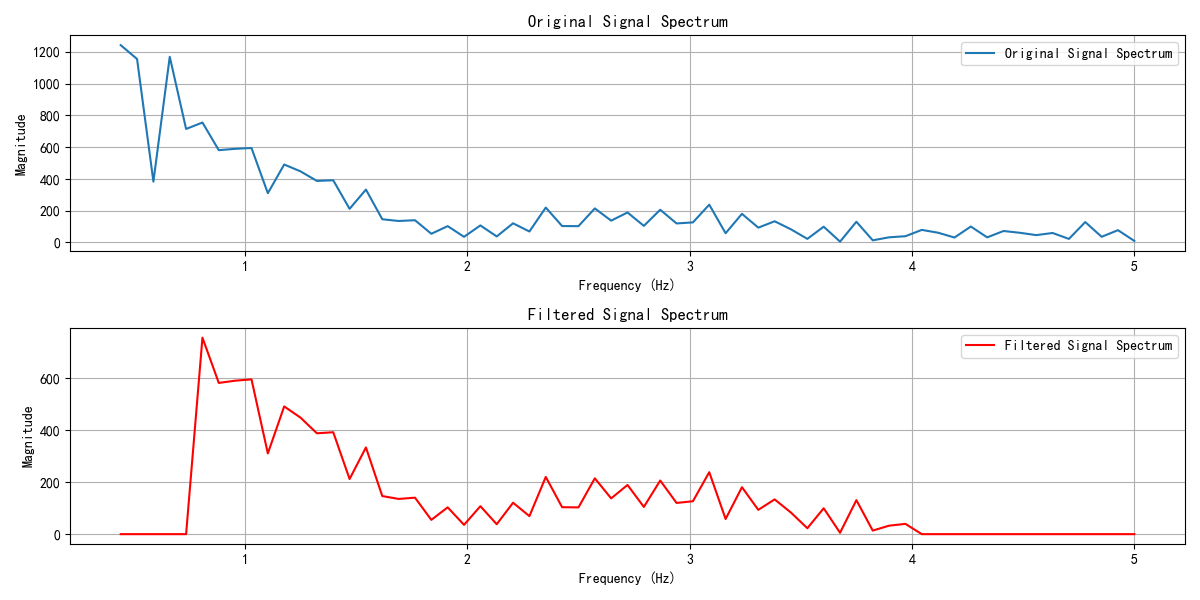 Original Signal Spectrum
Original Signal Spectrum
Magnitude
1200
1000
800
600
400
200
0
1 2 3 4 5
Frequency (Hz)
Filtered Signal Spectrum
Filtered Signal Spectrum
Magnitude
600
400
200
0
1 2 3 4 5
Frequency (Hz)